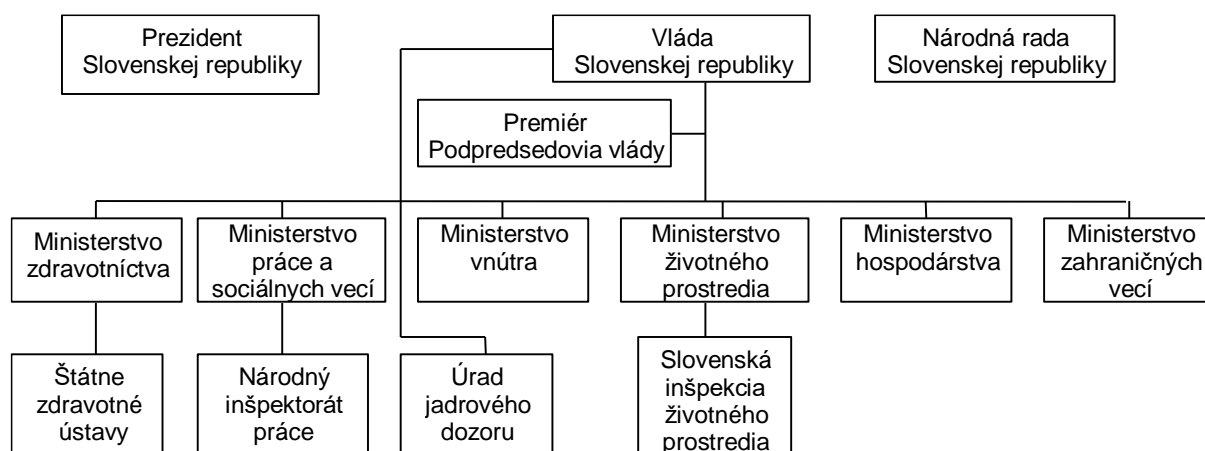 Prezident
Slovenskej republiky
Vláda
Slovenskej republiky
Národná rada
Slovenskej republiky
Premiér
Podpredsedovia vlády
Ministerstvo
zdravotníctva
Ministerstvo
práce a
sociálnych vecí
Ministerstvo
vnútra
Ministerstvo
životného
prostredia
Ministerstvo
hospodárstva
Ministerstvo
zahraničných
vecí
Štátne
zdravotné
ústavy
Národný
inšpektorát
práce
Úrad
jadrového
dozoru
Slovenská
inšpekcia
životného
prostredia